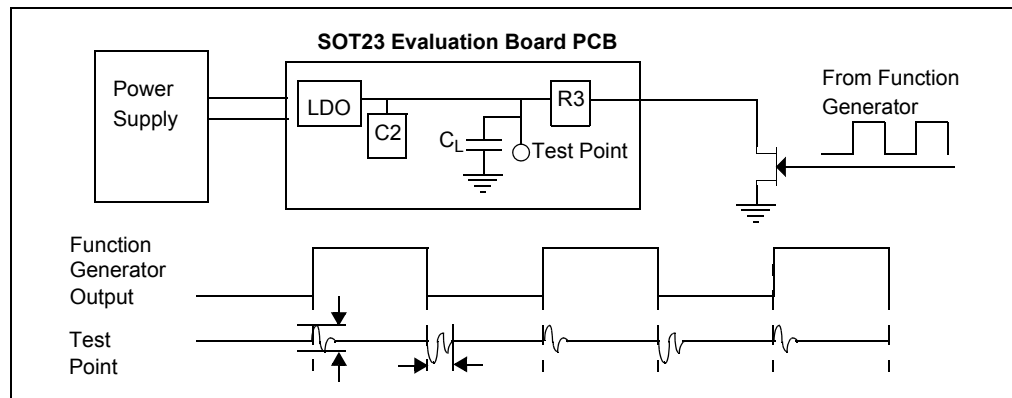 SOT23 Evaluation Board PCB
Power
Supply
LDO
C2
CL
Test Point
R3
From Function
Generator
Function
Generator
Output
Test
Point